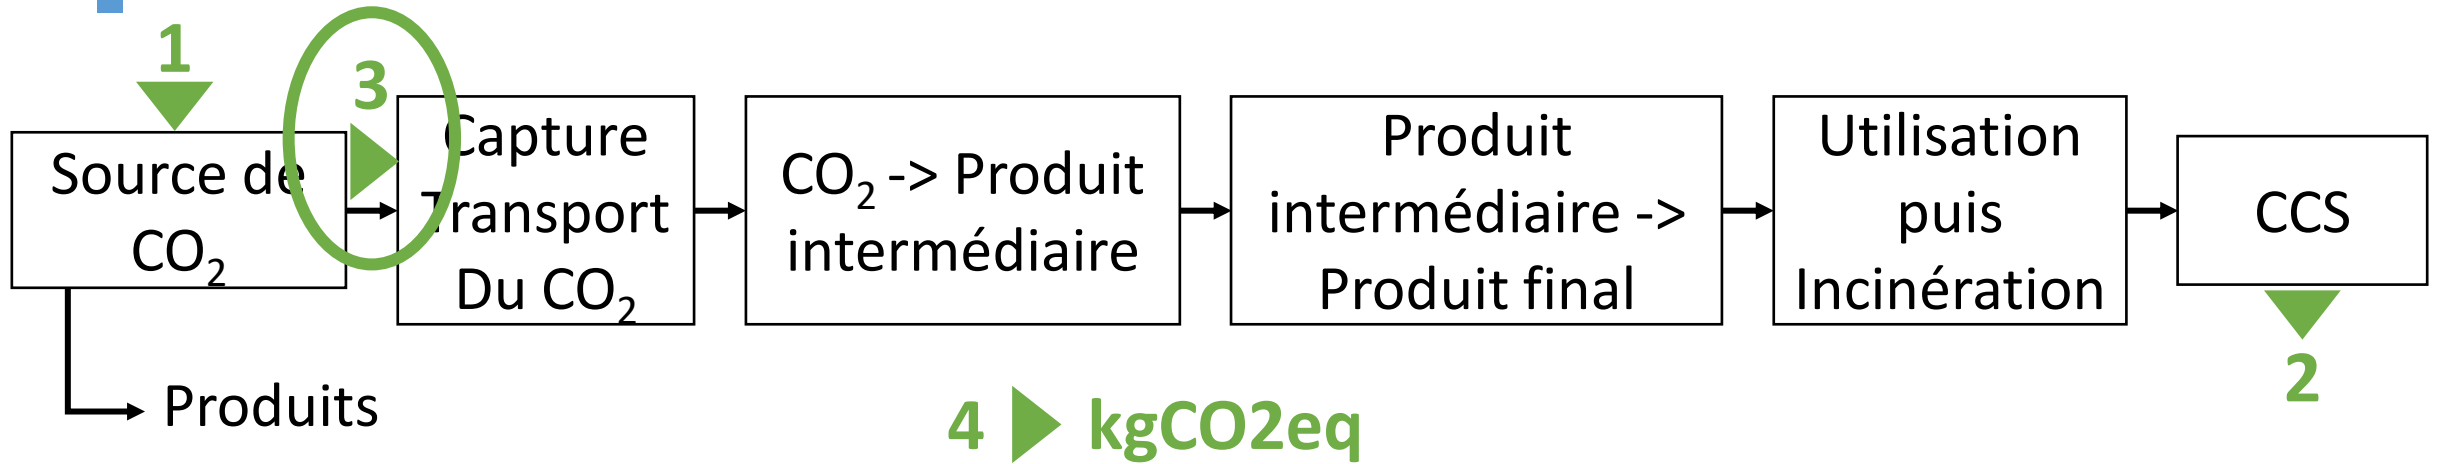 1
3
Source de
CO₂
Capture
Transport
Du CO₂
CO₂ -> Produit
intermédiaire
Produit
intermédiaire ->
Produit final
Utilisation
puis
Incinération
CCS
2
Produits
4
kgCO2eq